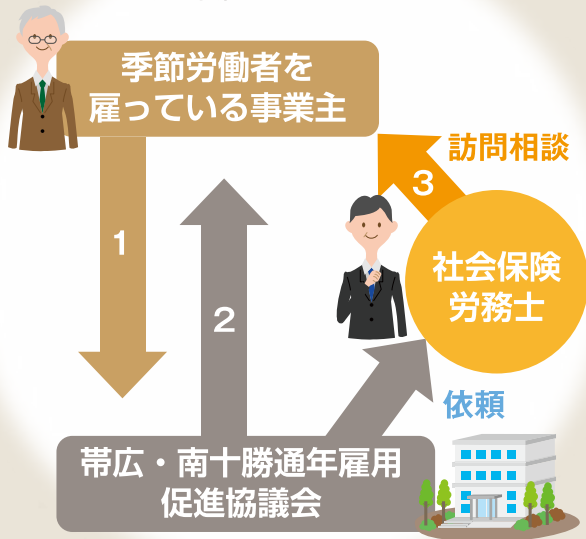 季節労働者を
雇っている事業主
訪問相談
3
1
社会保険
労務士
2
依頼
帯広・南十勝通年雇用
促進協議会